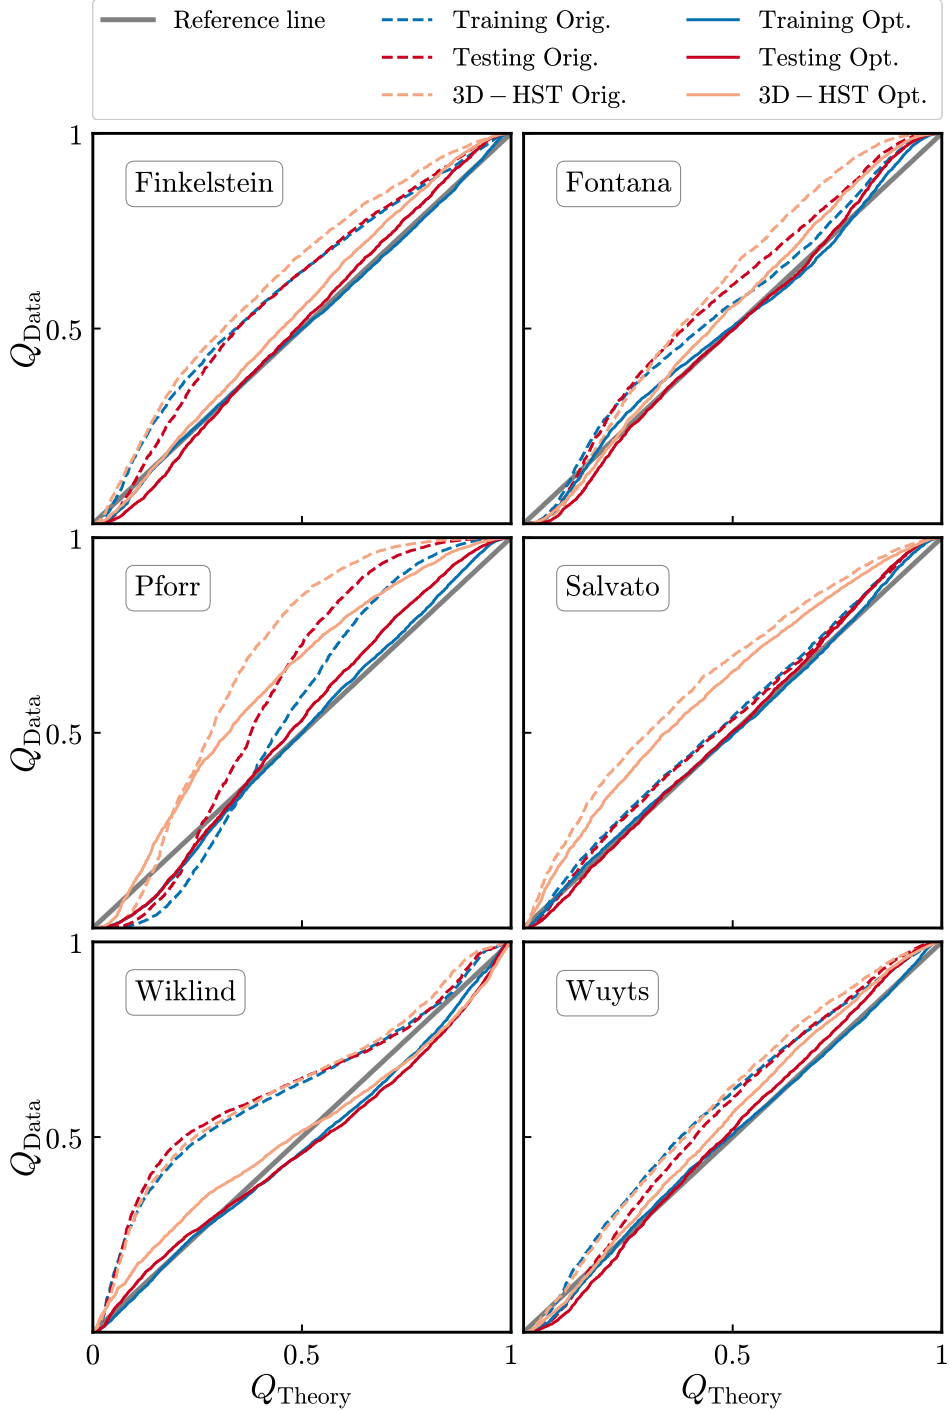 Reference line
Training Orig.
Training Opt.
Testing Orig.
Testing Opt.
3D − HST Orig.
3D − HST Opt.
1
Finkelstein
Fontana
Q_Data
0.5
1
Pforr
Salvato
Q_Data
0.5
1
Wiklind
Wuyts
Q_Data
0.5
0 0.5 1 0.5 1
Q_Theory Q_Theory